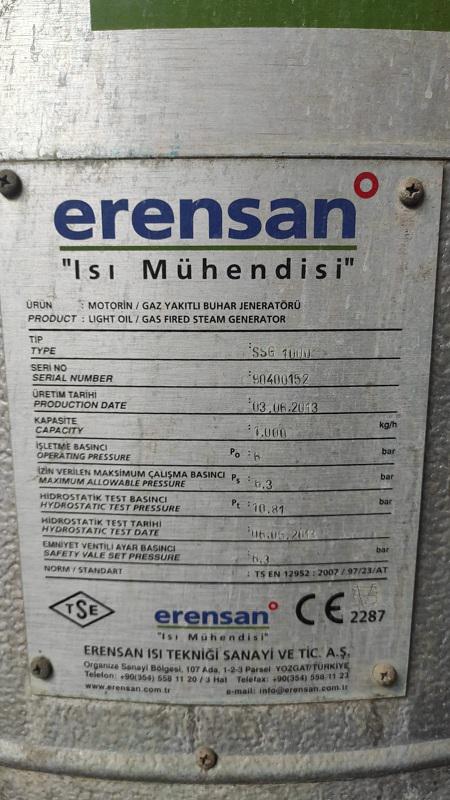 erensan
"Isı Mühendisi"
ÜRÜN : MOTORİN / GAZ YAKITLI BUHAR JENERATÖRÜ
PRODUCT : LIGHT OIL / GAS FIRED STEAM GENERATOR
TİP
TYPE : SSG 1000
SERİ NO
SERIAL NUMBER : 90400152
ÜRETİM TARİHİ
PRODUCTION DATE : 03.06.2013
KAPASİTE
CAPACITY : 1.000 kg/h
İŞLETME BASINCI
OPERATING PRESSURE Po : 6 bar
İZİN VERİLEN MAKSİMUM ÇALIŞMA BASINCI
MAXIMUM ALLOWABLE PRESSURE Ps : 6,3 bar
HİDROSTATİK TEST BASINCI
HYDROSTATIC TEST PRESSURE Pt : 10,81 bar
HİDROSTATİK TEST TARİHİ
HYDROSTATIC TEST DATE : 06.06.2013
EMNİYET VENTİLİ AYAR BASINCI
SAFETY VALE SET PRESSURE : 6,3 bar
NORM / STANDART : TS EN 12952 : 2007 / 97/23/AT
TSE
erensan
"Isı Mühendisi"
CE 2287
ERENSAN ISI TEKNİĞİ SANAYİ VE TİC. A.Ş.
Organize Sanayi Bölgesi, 107 Ada, 1-2-3 Parsel YOZGAT/TÜRKİYE
Telefon: +90(354) 558 11 20 / 3 Hat Telefax: +90(354) 558 11 23
www.erensan.com.tr e-mail: info@erensan.com.tr